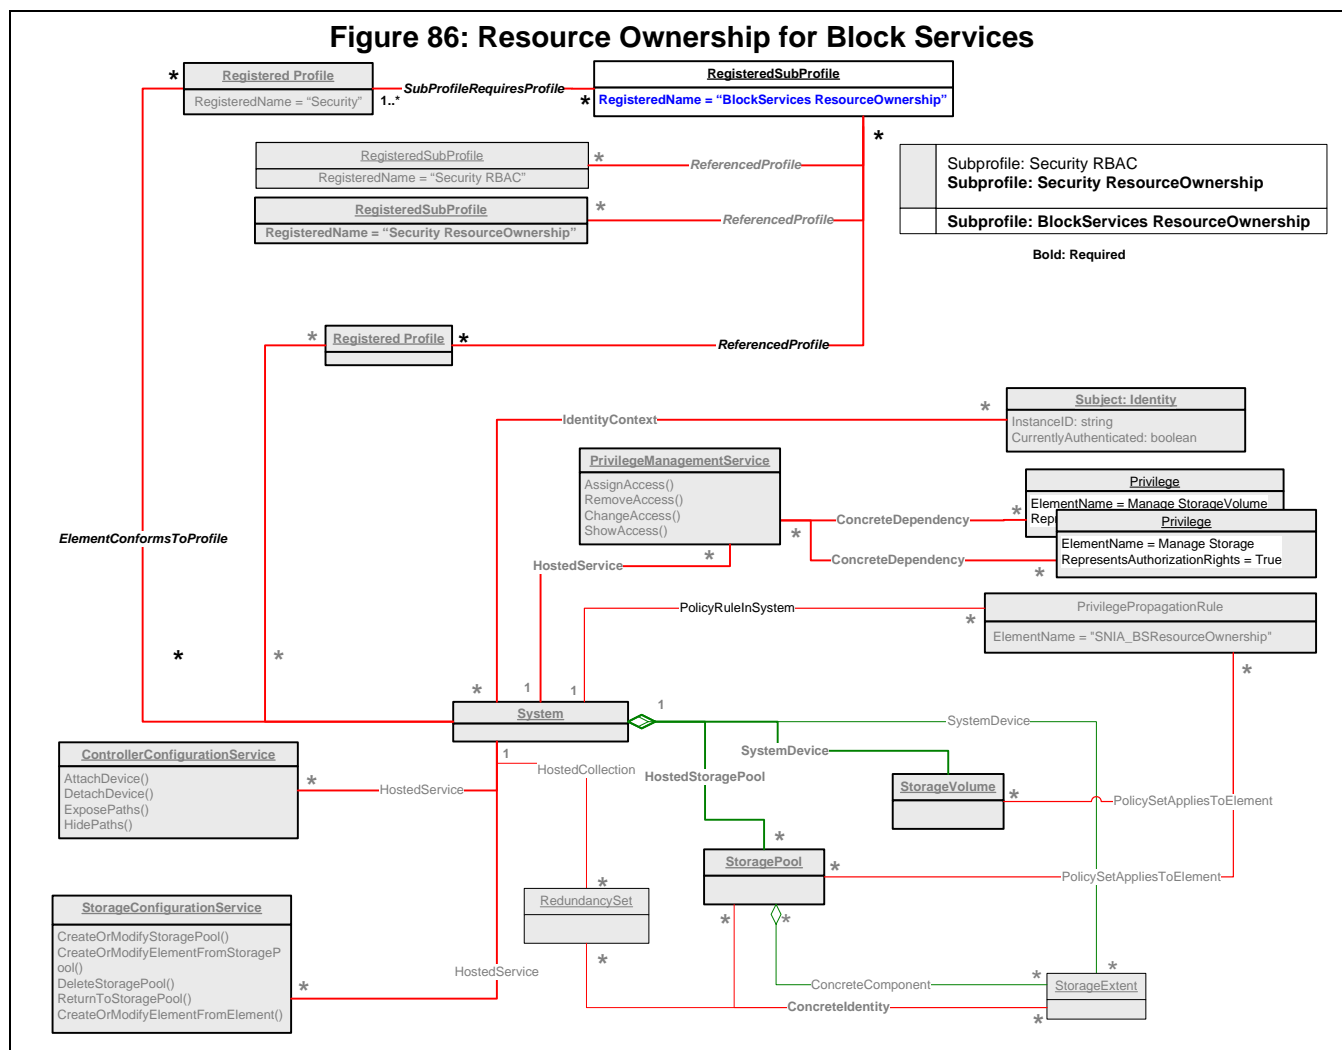 Figure 86: Resource Ownership for Block Services
* Registered Profile
RegisteredName = “Security”
SubProfileRequiresProfile
1..*
*
RegisteredSubProfile
RegisteredName = “BlockServices ResourceOwnership”
*
RegisteredSubProfile
RegisteredName = “Security RBAC”
*
ReferencedProfile
RegisteredSubProfile
RegisteredName = “Security ResourceOwnership”
*
ReferencedProfile
Subprofile: Security RBAC
Subprofile: Security ResourceOwnership
Subprofile: BlockServices ResourceOwnership
Bold: Required
*
Registered Profile
*
ReferencedProfile
IdentityContext
*
Subject: Identity
InstanceID: string
CurrentlyAuthenticated: boolean
PrivilegeManagementService
AssignAccess()
RemoveAccess()
ChangeAccess()
ShowAccess()
*
*
ConcreteDependency
*
ConcreteDependency
*
Privilege
ElementName = Manage StorageVolume
Rep
Privilege
ElementName = Manage Storage
RepresentsAuthorizationRights = True
ElementConformsToProfile
HostedService
PolicyRuleInSystem
*
PrivilegePropagationRule
ElementName = "SNIA_BSResourceOwnership"
*
*
*
*
1
1
System
1
1
SystemDevice
SystemDevice
HostedStoragePool
ControllerConfigurationService
AttachDevice()
DetachDevice()
ExposePaths()
HidePaths()
*
HostedService
HostedCollection
StorageVolume
*
PolicySetAppliesToElement
*
StoragePool
*
PolicySetAppliesToElement
*
*
*
RedundancySet
*
StorageConfigurationService
CreateOrModifyStoragePool()
CreateOrModifyElementFromStorageP
ool()
DeleteStoragePool()
ReturnToStoragePool()
CreateOrModifyElementFromElement()
*
HostedService
ConcreteComponent
*
*
StorageExtent
ConcreteIdentity
*